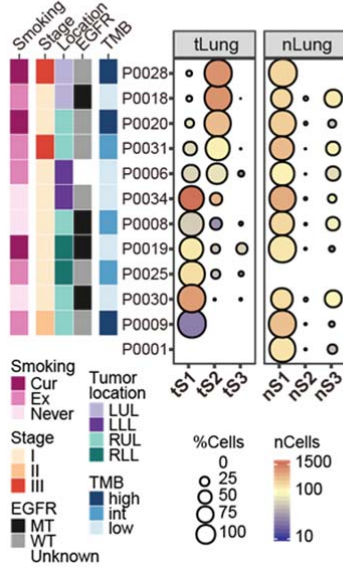 Smoking Stage Location EGFR TMB
tLung nLung
P0028
P0018
P0020
P0031
P0006
P0034
P0008
P0019
P0025
P0030
P0009
P0001
tS1 tS2 tS3 nS1 nS2 nS3
Smoking
Cur
Ex
Never
Stage
I
II
III
EGFR
MT
WT
Unknown
Tumor
location
LUL
LLL
RUL
RLL
TMB
high
int
low
%Cells
0
25
50
75
100
nCells
1500
100
10